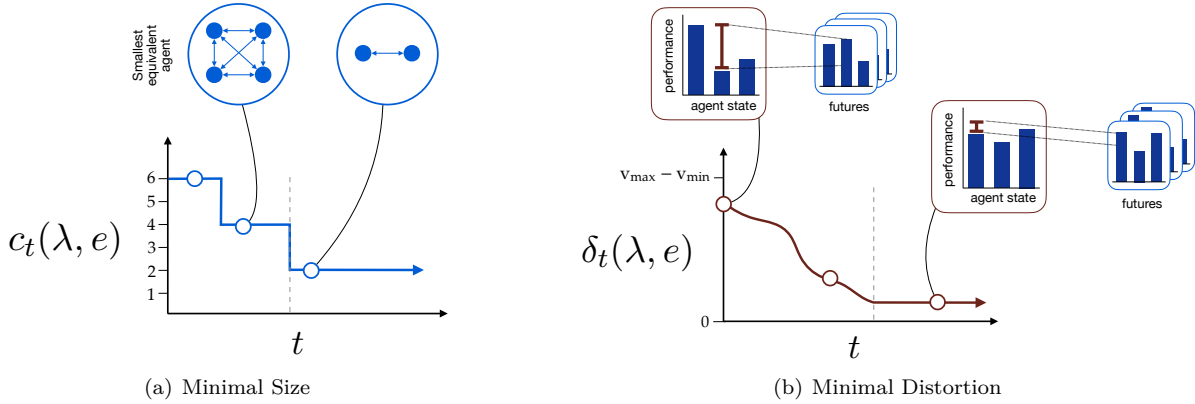 Smallest
equivalent
agent
6
5
4
3
2
1
c_t(λ, e)
t
(a) Minimal Size
performance
agent state
futures
performance
agent state
futures
v_max − v_min
δ_t(λ, e)
0
t
(b) Minimal Distortion